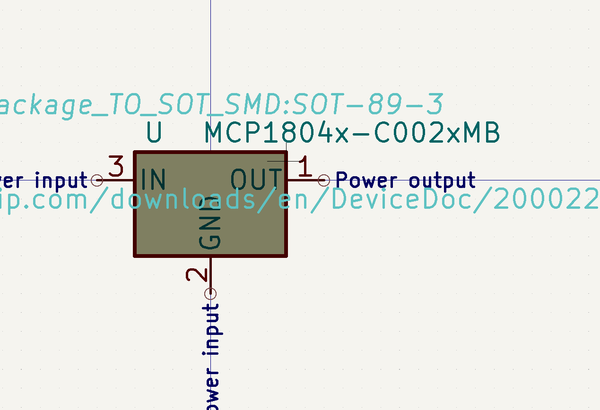 ackage_TO_SOT_SMD:SOT-89-3
U MCP1804x-C002xMB
er input 3 IN OUT 1 Power output
ip.com/downloads/en/DeviceDoc/200022
GND
2
ower input